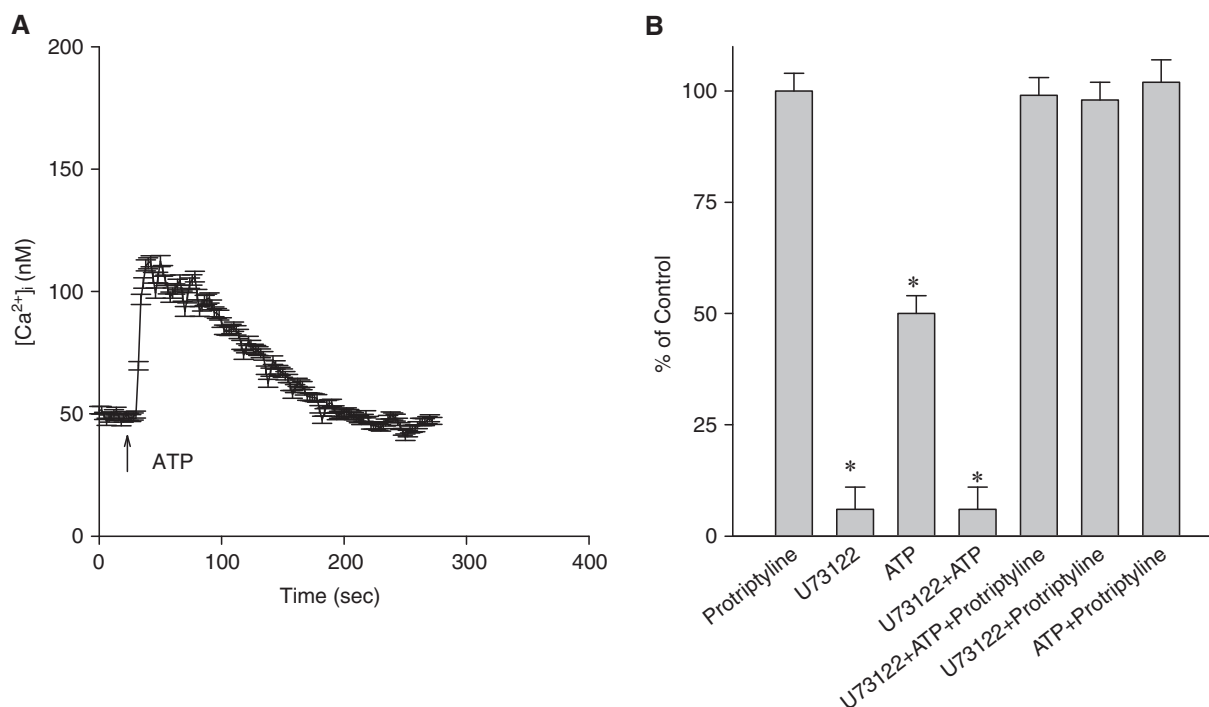 A
200
150
100
50
0
[Ca²⁺]ᵢ (nM)
ATP
0 100 200 300 400
Time (sec)
B
100
75
50
25
0
% of Control
*
*
*
Protriptyline
U73122
ATP
U73122+ATP
U73122+ATP+Protriptyline
U73122+Protriptyline
ATP+Protriptyline